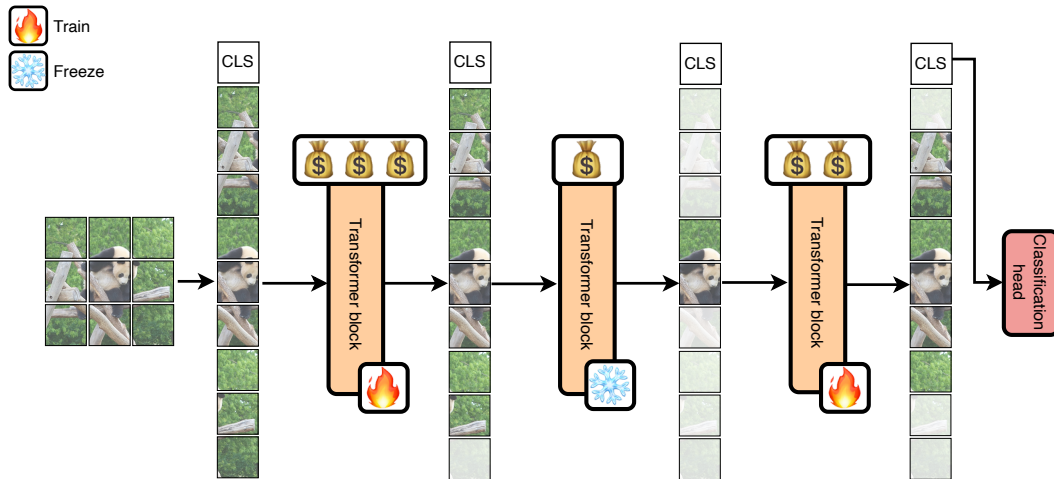 Train
Freeze
CLS
CLS
CLS
CLS
$ $ $
$
$ $
Transformer block
Transformer block
Transformer block
Classification
head